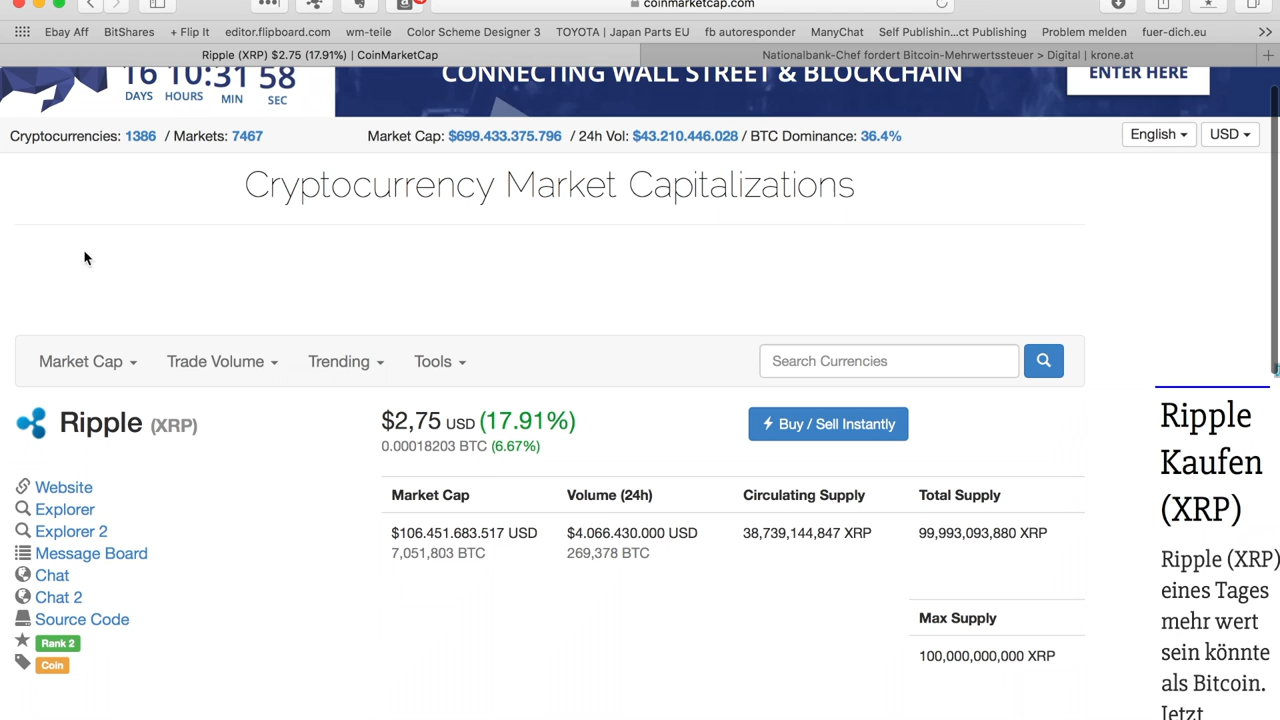 coinmarketcap.com
Ebay Aff BitShares + Flip It editor.flipboard.com wm-teile Color Scheme Designer 3 TOYOTA | Japan Parts EU fb autoresponder ManyChat Self Publishin...ct Publishing Problem melden fuer-dich.eu
Ripple (XRP) $2.75 (17.91%) | CoinMarketCap Nationalbank-Chef fordert Bitcoin-Mehrwertssteuer > Digital | krone.at
16 10:31 58
DAYS HOURS MIN SEC
CONNECTING WALL STREET & BLOCKCHAIN
ENTER HERE
Cryptocurrencies: 1386 / Markets: 7467 Market Cap: $699.433.375.796 / 24h Vol: $43.210.446.028 / BTC Dominance: 36.4% English USD
Cryptocurrency Market Capitalizations
Market Cap Trade Volume Trending Tools Search Currencies
Ripple (XRP) $2,75 USD (17.91%) Buy / Sell Instantly
0.00018203 BTC (6.67%)
Website
Explorer
Explorer 2
Message Board
Chat
Chat 2
Source Code
Rank 2
Coin
Market Cap Volume (24h) Circulating Supply Total Supply
$106.451.683.517 USD $4.066.430.000 USD 38,739,144,847 XRP 99,993,093,880 XRP
7,051,803 BTC 269,378 BTC
Max Supply
100,000,000,000 XRP
Ripple
Kaufen
(XRP)
Ripple (XRP)
eines Tages
mehr wert
sein könnte
als Bitcoin.
Jetzt